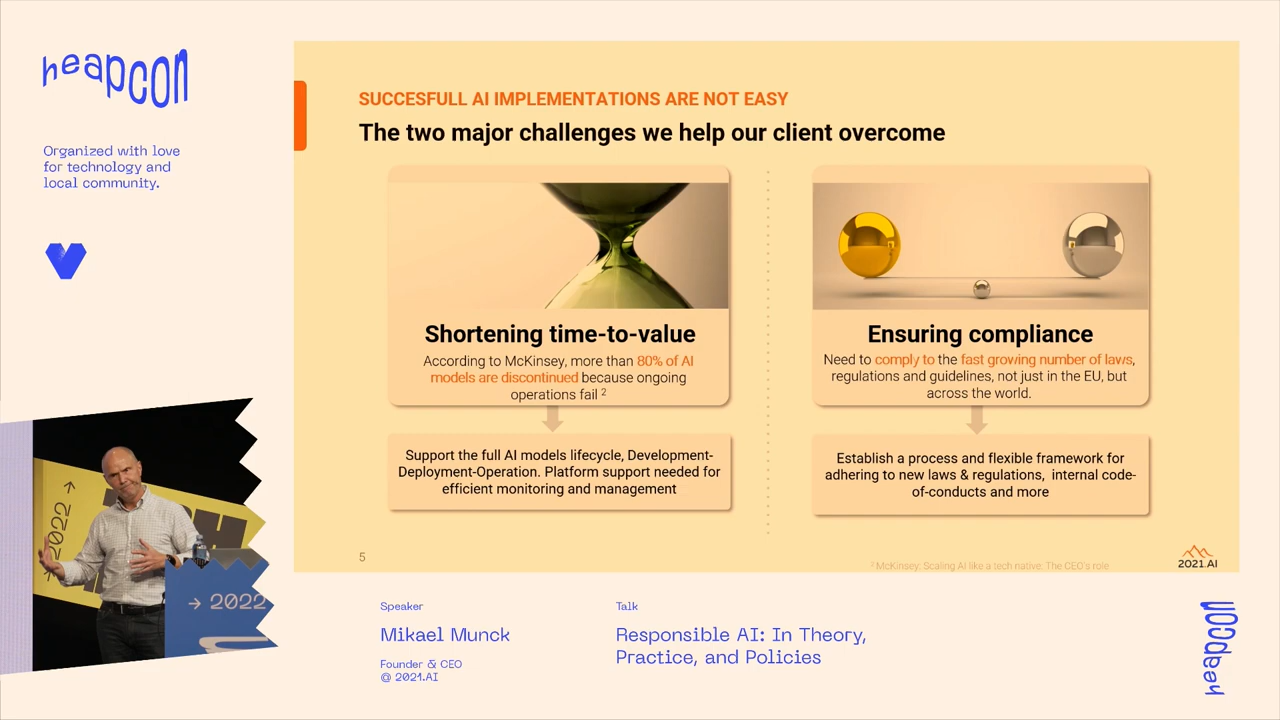 heapcon
Organized with love
for technology and
local community.
SUCCESFULL AI IMPLEMENTATIONS ARE NOT EASY
The two major challenges we help our client overcome
Shortening time-to-value
According to McKinsey, more than 80% of AI
models are discontinued because ongoing
operations fail ²
Support the full AI models lifecycle, Development-
Deployment-Operation. Platform support needed for
efficient monitoring and management
Ensuring compliance
Need to comply to the fast growing number of laws,
regulations and guidelines, not just in the EU, but
across the world.
Establish a process and flexible framework for
adhering to new laws & regulations, internal code-
of-conducts and more
5
² McKinsey: Scaling AI like a tech native: The CEO's role
2021.AI
→ 2022
→ 2022
Speaker
Mikael Munck
Founder & CEO
@ 2021.AI
Talk
Responsible AI: In Theory,
Practice, and Policies
heapcon